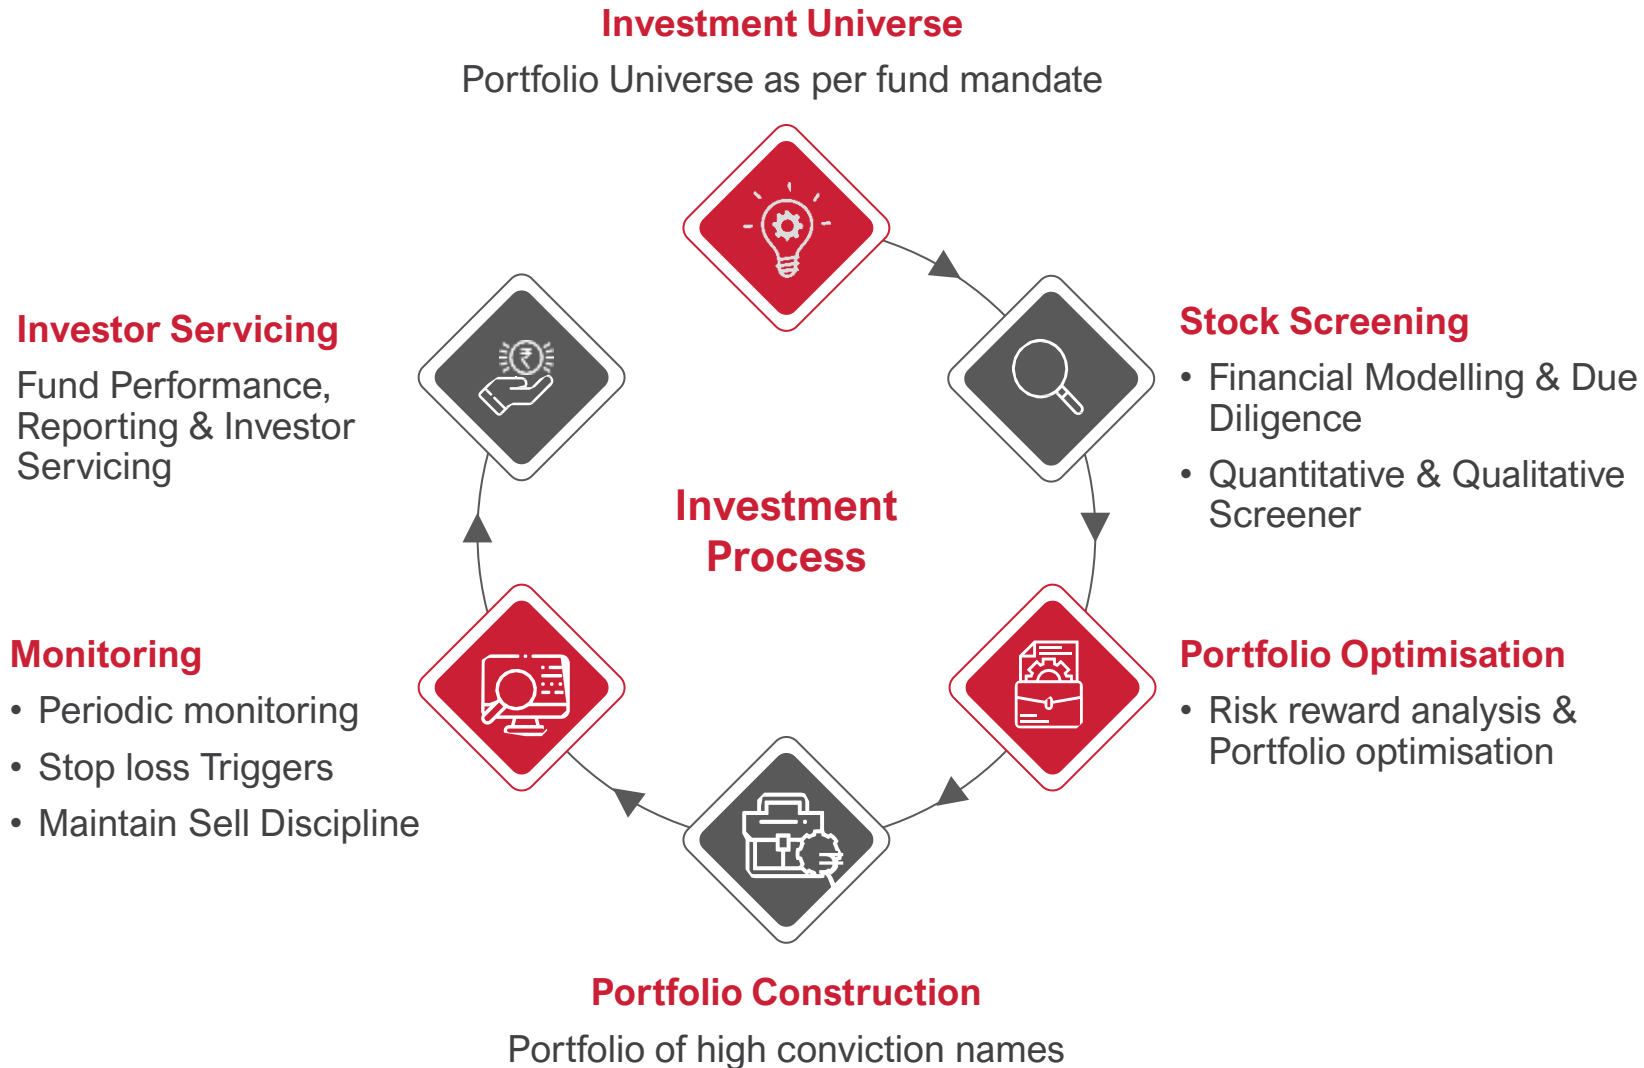 Investment Universe
Portfolio Universe as per fund mandate
Stock Screening
• Financial Modelling & Due
Diligence
• Quantitative & Qualitative
Screener
Portfolio Optimisation
• Risk reward analysis &
Portfolio optimisation
Portfolio Construction
Portfolio of high conviction names
Monitoring
• Periodic monitoring
• Stop loss Triggers
• Maintain Sell Discipline
Investor Servicing
Fund Performance,
Reporting & Investor
Servicing
₹
₹
Investment
Process